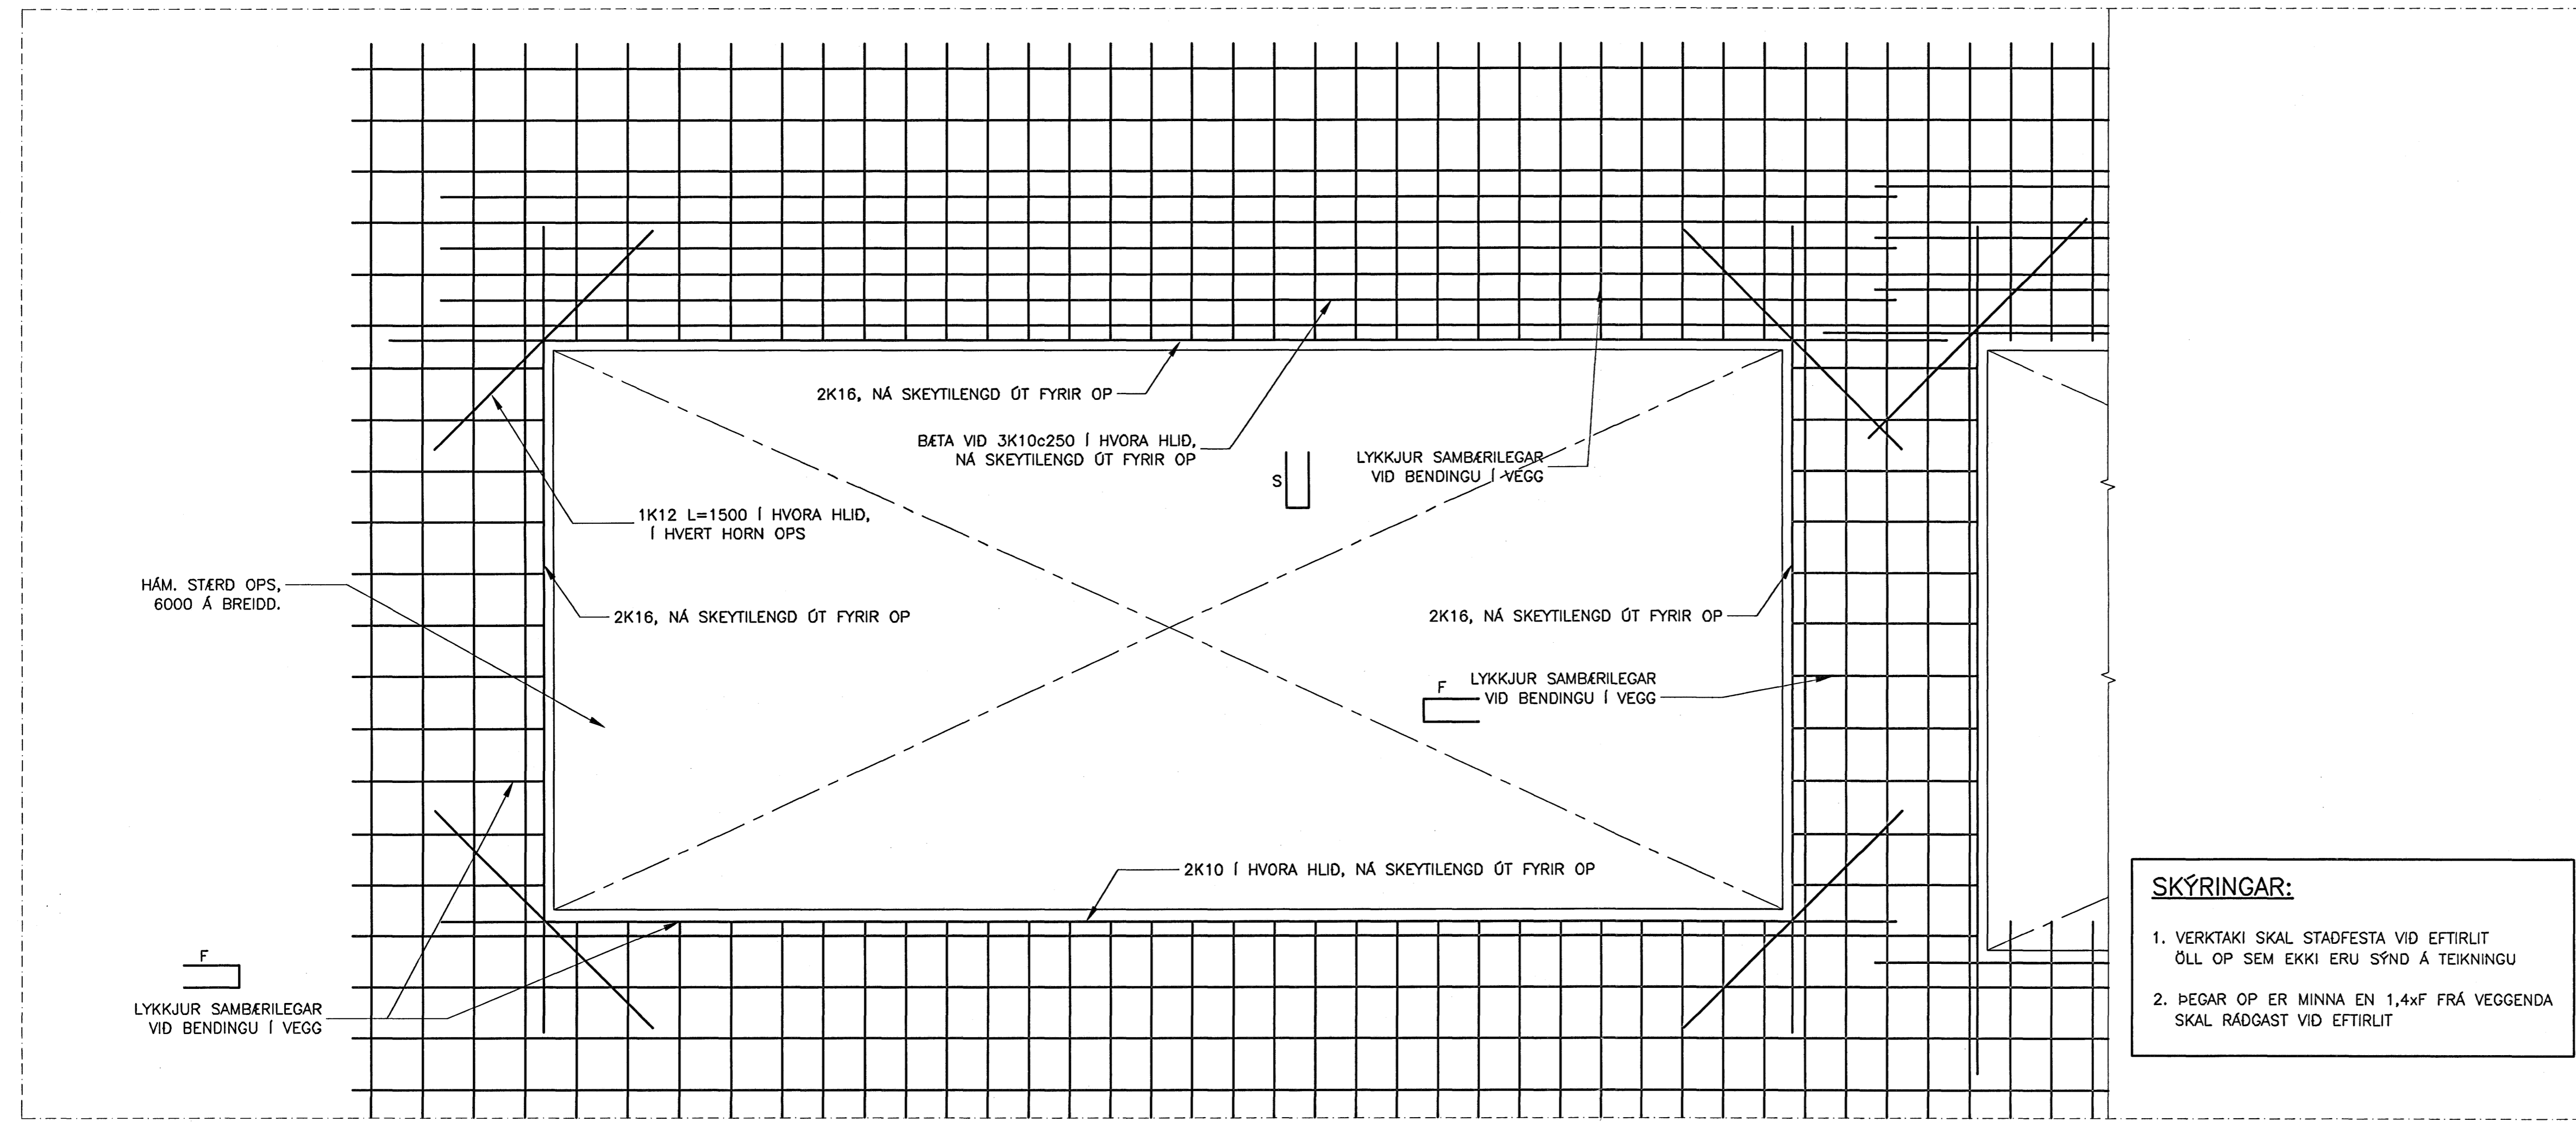 2K16, NÁ SKEYTILENGD ÚT FYRIR OP
BÆTA VIÐ 3K10c250 Í HVORA HLIÐ,
NÁ SKEYTILENGD ÚT FYRIR OP
LYKKJUR SAMBÆRILEGAR
VIÐ BENDINGU Í VEGG
S
1K12 L=1500 Í HVORA HLIÐ,
Í HVERT HORN OPS
HÁM. STÆRÐ OPS,
6000 Á BREIDD.
2K16, NÁ SKEYTILENGD ÚT FYRIR OP
2K16, NÁ SKEYTILENGD ÚT FYRIR OP
F
LYKKJUR SAMBÆRILEGAR
VIÐ BENDINGU Í VEGG
2K10 Í HVORA HLIÐ, NÁ SKEYTILENGD ÚT FYRIR OP
F
LYKKJUR SAMBÆRILEGAR
VIÐ BENDINGU Í VEGG
SKÝRINGAR:
1. VERKTAKI SKAL STAÐFESTA VIÐ EFTIRLIT
ÖLL OP SEM EKKI ERU SÝND Á TEIKNINGU
2. ÞEGAR OP ER MINNA EN 1,4xF FRÁ VEGGENDA
SKAL RÁÐGAST VIÐ EFTIRLIT